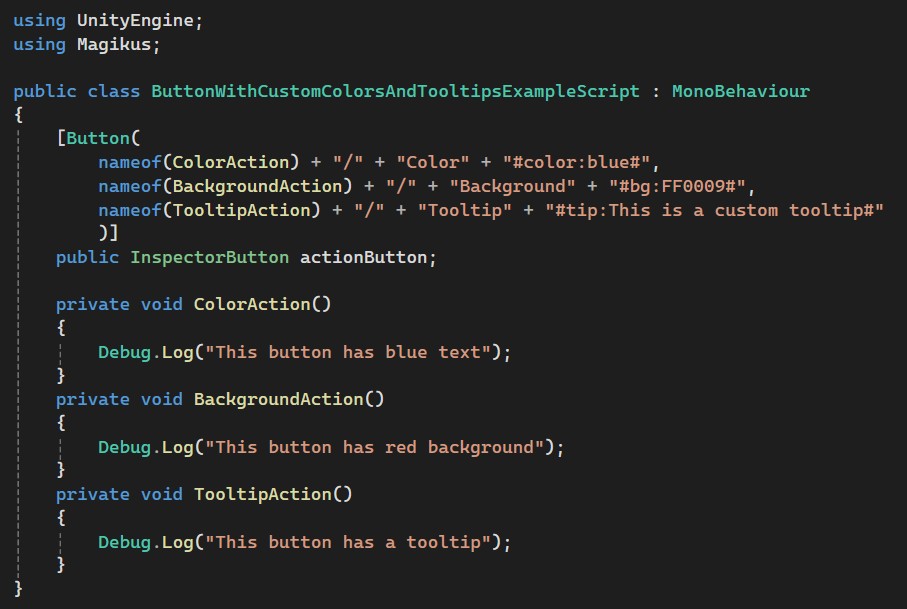 using UnityEngine;
using Magikus;
public class ButtonWithCustomColorsAndTooltipsExampleScript : MonoBehaviour
{
[Button(
nameof(ColorAction) + "/" + "Color" + "#color:blue#",
nameof(BackgroundAction) + "/" + "Background" + "#bg:FF0009#",
nameof(TooltipAction) + "/" + "Tooltip" + "#tip:This is a custom tooltip#"
)]
public InspectorButton actionButton;
private void ColorAction()
{
Debug.Log("This button has blue text");
}
private void BackgroundAction()
{
Debug.Log("This button has red background");
}
private void TooltipAction()
{
Debug.Log("This button has a tooltip");
}
}